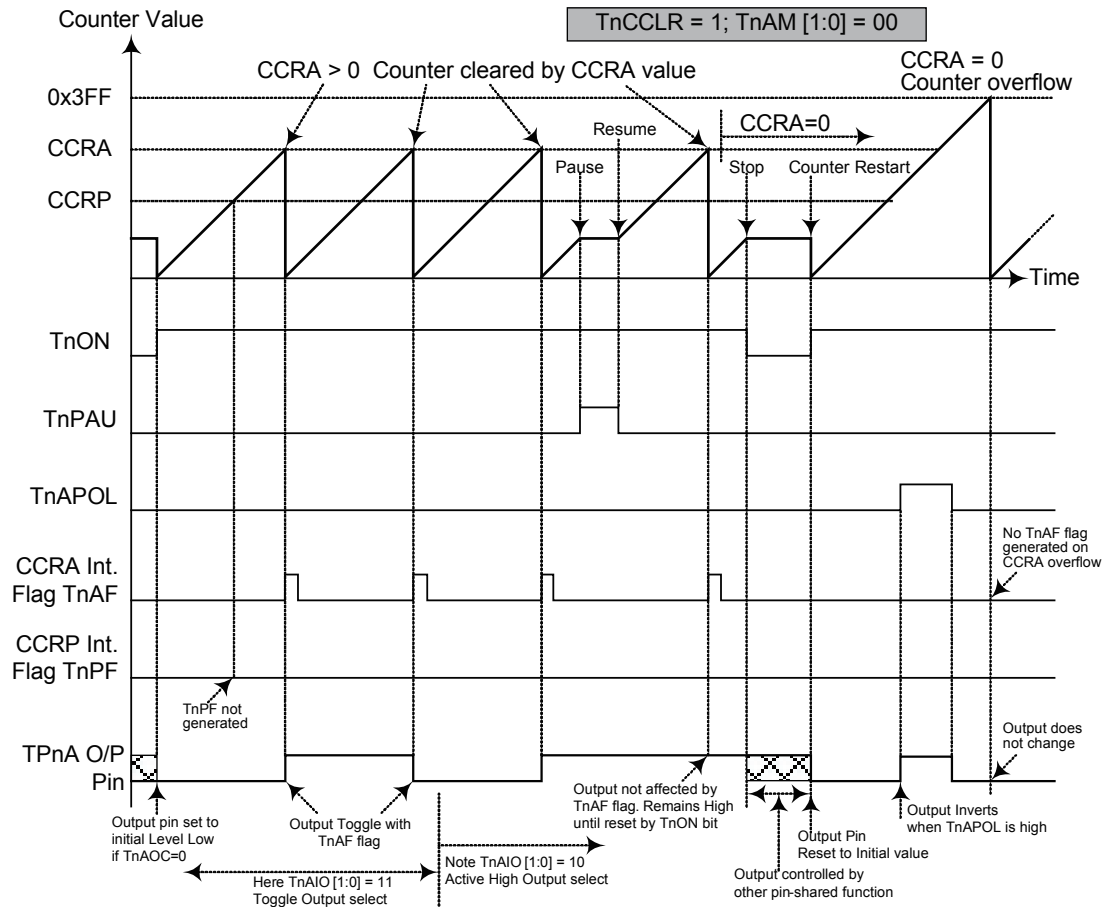 Counter Value
TnCCLR = 1; TnAM [1:0] = 00
CCRA > 0 Counter cleared by CCRA value
CCRA = 0
Counter overflow
0x3FF
CCRA
CCRP
Resume
CCRA=0
Pause
Stop
Counter Restart
Time
TnON
TnPAU
TnAPOL
CCRA Int.
Flag TnAF
No TnAF flag
generated on
CCRA overflow
CCRP Int.
Flag TnPF
TnPF not
generated
TPnA O/P
Pin
Output does
not change
Output pin set to
initial Level Low
if TnAOC=0
Output Toggle with
TnAF flag
Output not affected by
TnAF flag. Remains High
until reset by TnON bit
Output Pin
Reset to Initial value
Output Inverts
when TnAPOL is high
Here TnAIO [1:0] = 11
Toggle Output select
Note TnAIO [1:0] = 10
Active High Output select
Output controlled by
other pin-shared function